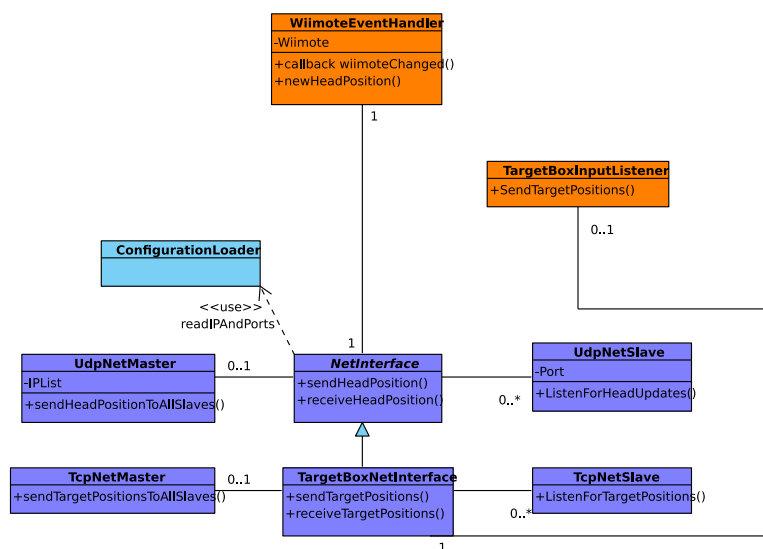 WiimoteEventHandler
-Wiimote
+callback wiimoteChanged()
+newHeadPosition()
1
TargetBoxInputListener
+SendTargetPositions()
0..1
ConfigurationLoader
<<use>>
readIPAndPorts
1
UdpNetMaster
-IPList
+sendHeadPositionToAllSlaves()
0..1
NetInterface
+sendHeadPosition()
+receiveHeadPosition()
UdpNetSlave
-Port
+ListenForHeadUpdates()
0..*
TcpNetMaster
+sendTargetPositionsToAllSlaves()
0..1
TargetBoxNetInterface
+sendTargetPositions()
+receiveTargetPositions()
TcpNetSlave
+ListenForTargetPositions()
0..*
1